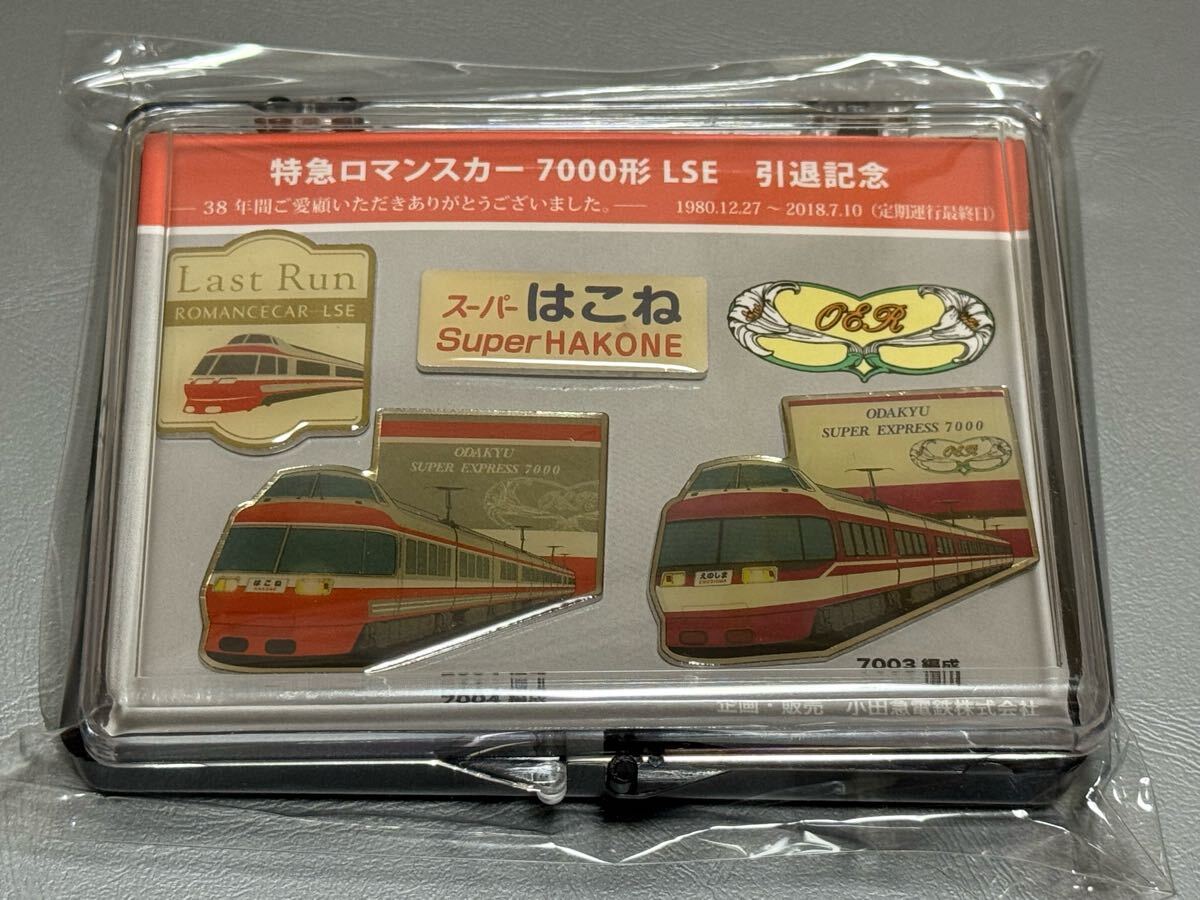 特急ロマンスカー 7000形 LSE 引退記念
― 38 年間ご愛顧いただきありがとうございました。― 1980.12.27 ~ 2018.7.10 (定期運行最終日)
Last Run
ROMANCECAR LSE
スーパー はこね
Super HAKONE
OER
ODAKYU
SUPER EXPRESS 7000
はこね
HAKONE
7004 編成
ODAKYU
SUPER EXPRESS 7000
OER
えのしま
ENOSHIMA
7003 編成
企画・販売 小田急電鉄株式会社